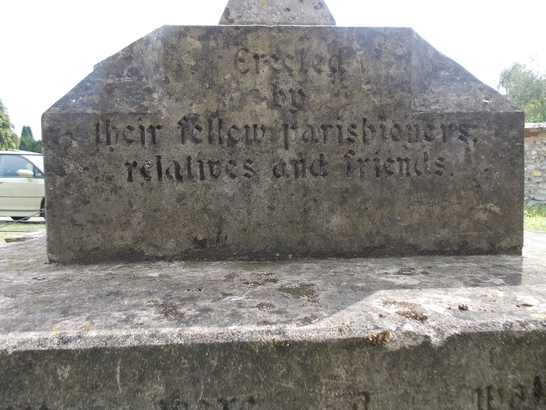 Erected
by
their fellow parishioners,
relatives and friends.